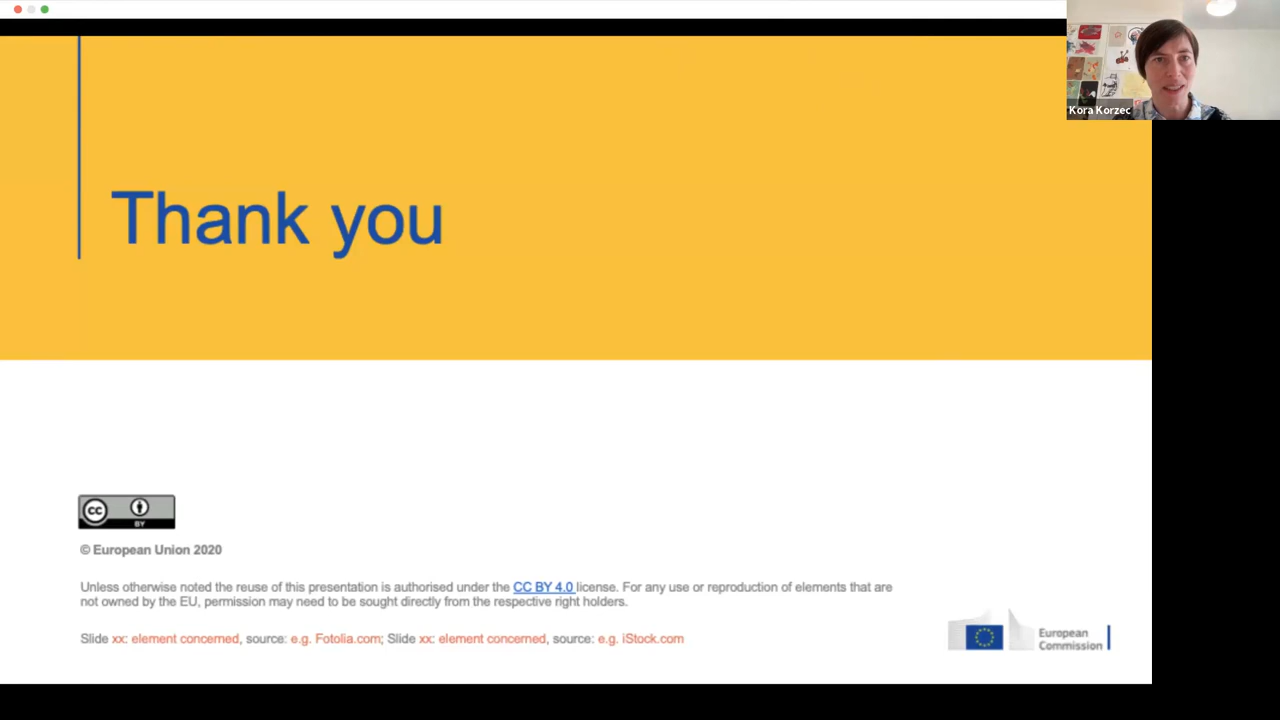 Kora Korzec
Thank you
cc
BY
© European Union 2020
Unless otherwise noted the reuse of this presentation is authorised under the CC BY 4.0 license. For any use or reproduction of elements that are
not owned by the EU, permission may need to be sought directly from the respective right holders.
Slide xx: element concerned, source: e.g. Fotolia.com; Slide xx: element concerned, source: e.g. iStock.com
European
Commission